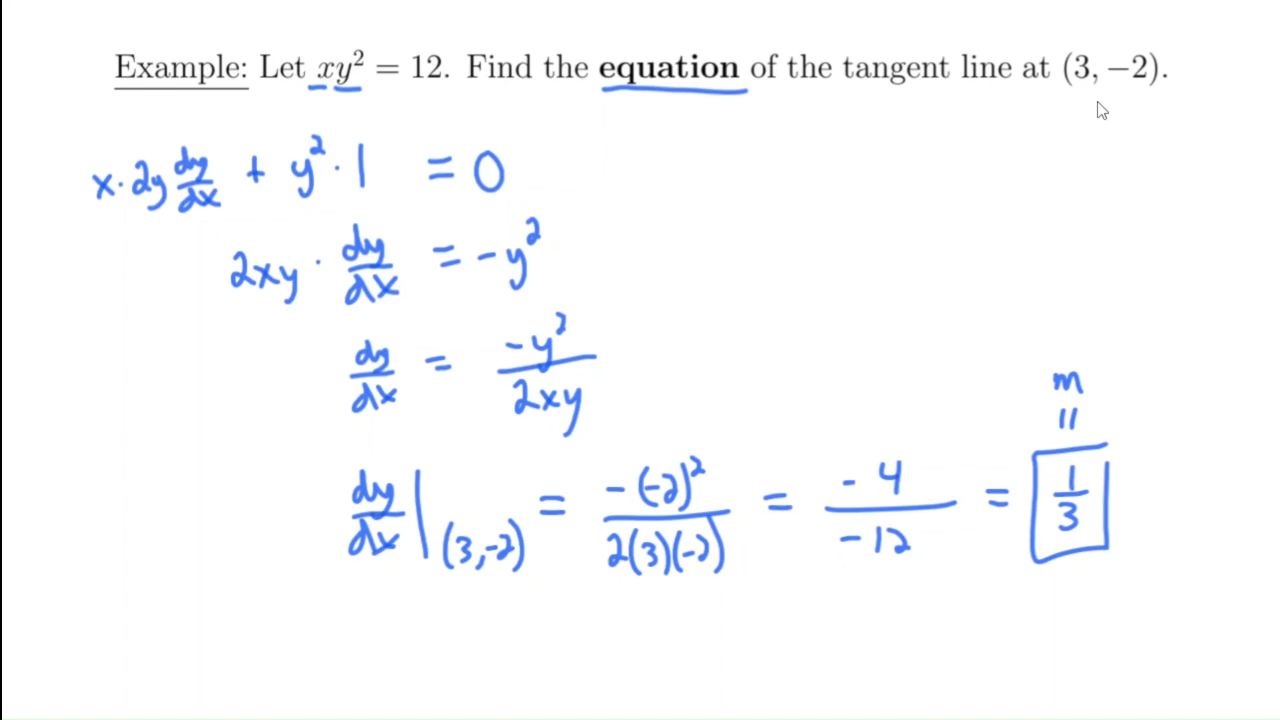 Example: Let xy² = 12. Find the equation of the tangent line at (3, −2).
x · 2y dy/dx + y² · 1 = 0
2xy · dy/dx = -y²
dy/dx = -y²/2xy
m
||
dy/dx |(3,-2) = -(-2)²/2(3)(-2) = -4/-12 = 1/3